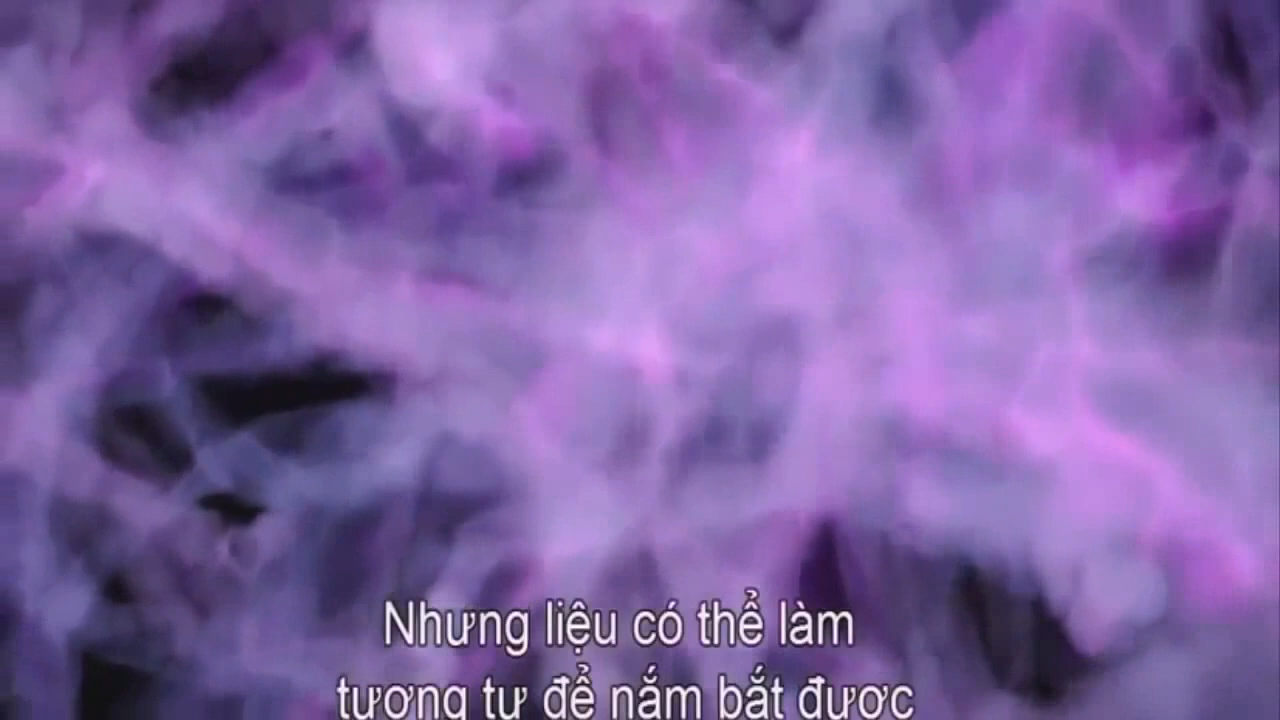 Nhưng liệu có thể làm
tương tự để nắm bắt được